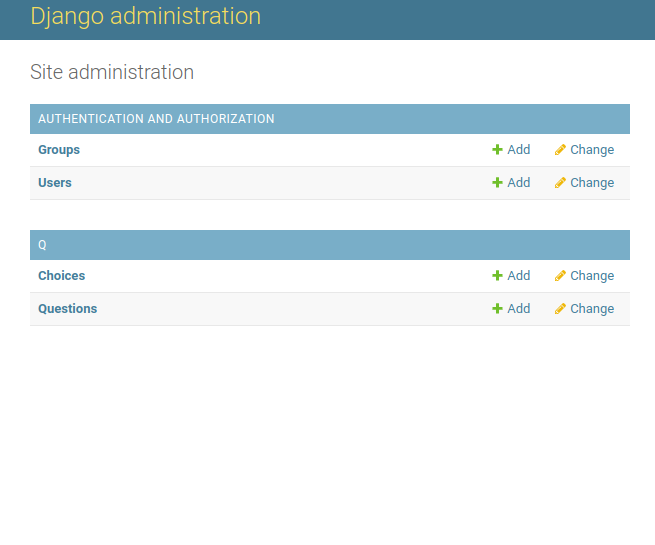 Django administration
Site administration
AUTHENTICATION AND AUTHORIZATION
Groups Add Change
Users Add Change
Q
Choices Add Change
Questions Add Change